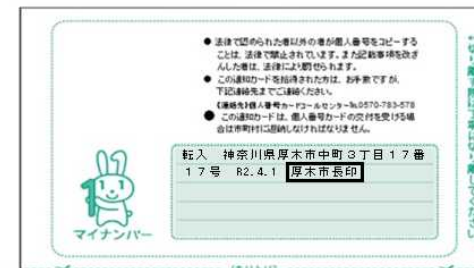 ● 法律で認められた者以外の者が個人番号をコピーする
ことは、法律で禁止されています。また記載事項を改ざ
んした者は、法律により罰せられます。
● この通知カードを拾得された方は、お手数ですが、
下記連絡先までご連絡ください。
《連絡先》個人番号カードコールセンター℡0570-783-578
● この通知カードは、個人番号カードの交付を受ける場
合は市町村に返納しなければなりません。
転入 神奈川県厚木市中町3丁目17番
17号 R2.4.1 厚木市長印
マイナンバー